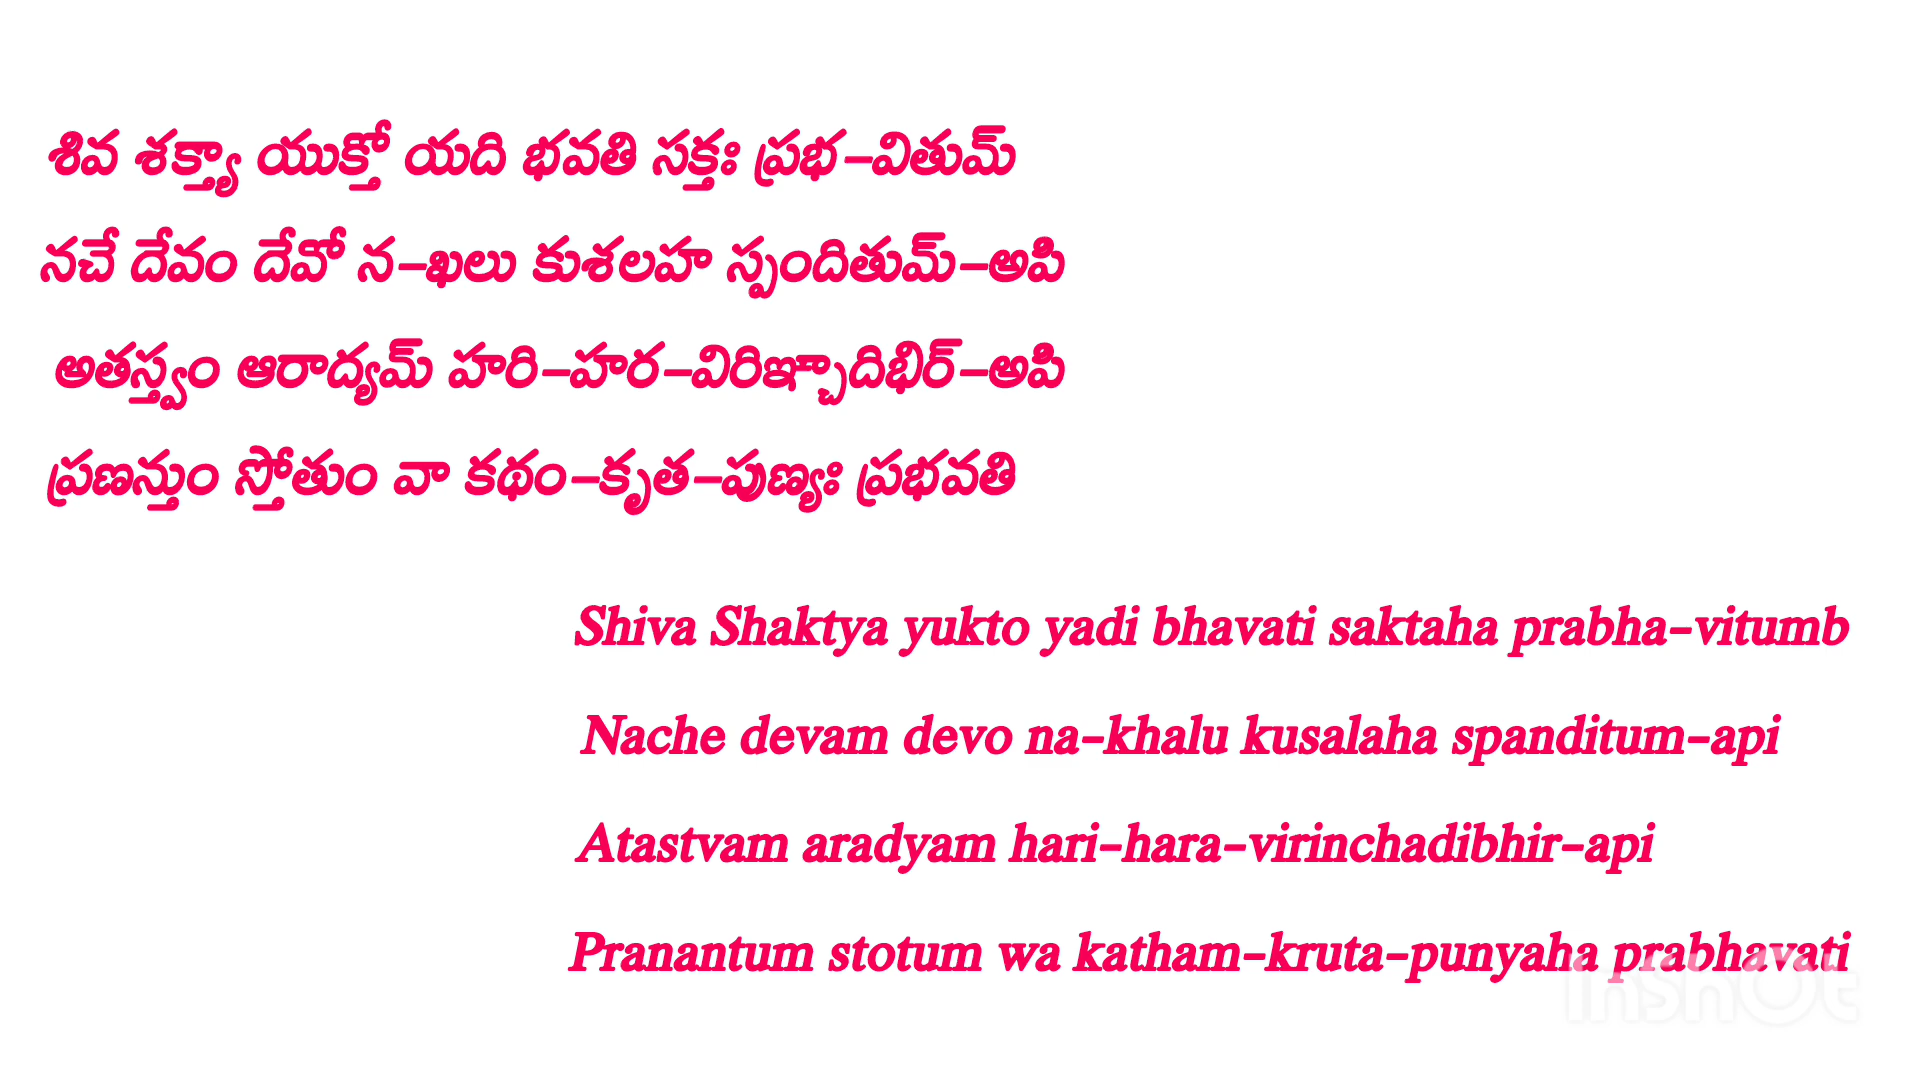 శివ శక్త్యా యుక్తో యది భవతి సక్తః ప్రభ-వితుమ్
నచే దేవం దేవో న-ఖలు కుశలహ స్పందితుమ్-అపి
అతస్త్వం ఆరాద్యమ్ హరి-హర-విరిఞ్చాదిభిర్-అపి
ప్రణన్తుం స్తోతుం వా కథం-కృత-పుణ్యః ప్రభవతి
Shiva Shaktya yukto yadi bhavati saktaha prabha-vitumb
Nache devam devo na-khalu kusalaha spanditum-api
Atastvam aradyam hari-hara-virinchadibhir-api
Pranantum stotum wa katham-kruta-punyaha prabhavati
InShOt